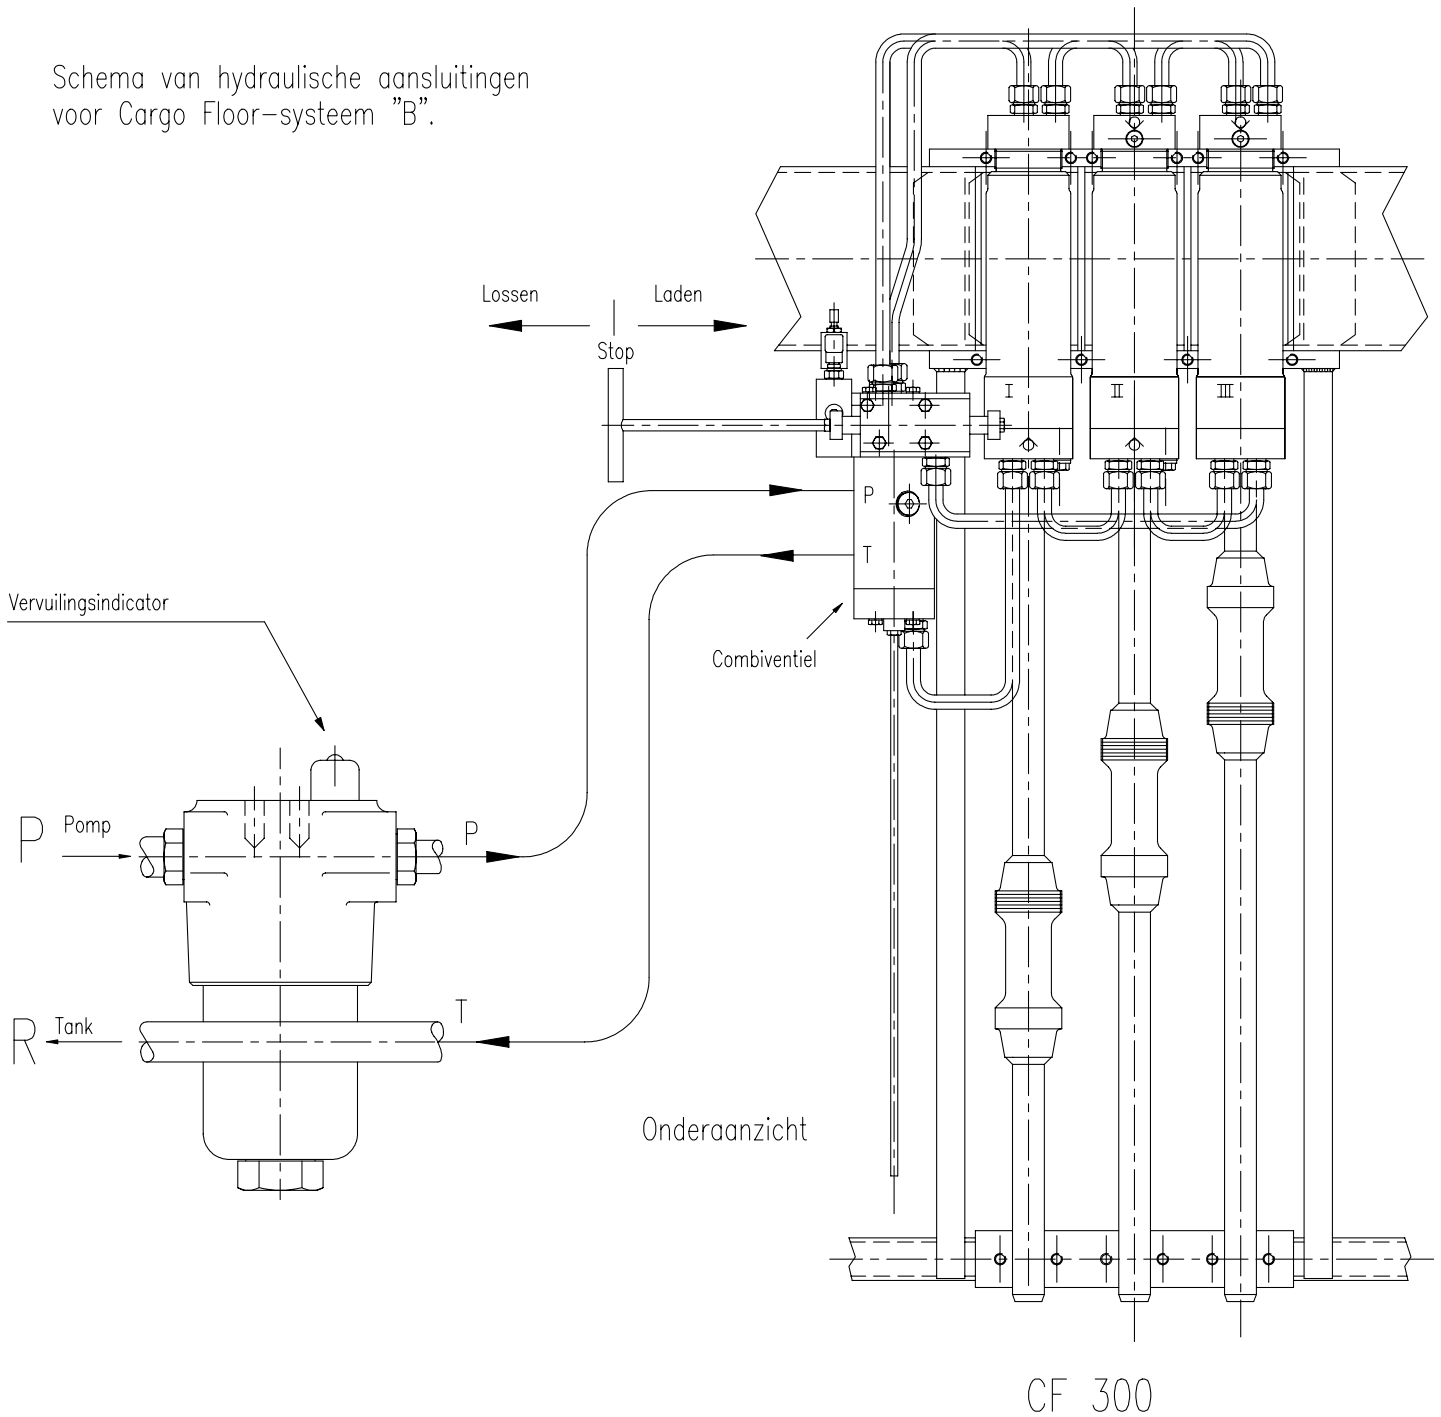 Schema van hydraulische aansluitingen
voor Cargo Floor-systeem "B".
Lossen
Laden
Stop
I
II
III
P
T
Vervuilingsindicator
Combiventiel
P
Pomp
P
R
Tank
T
Onderaanzicht
CF 300